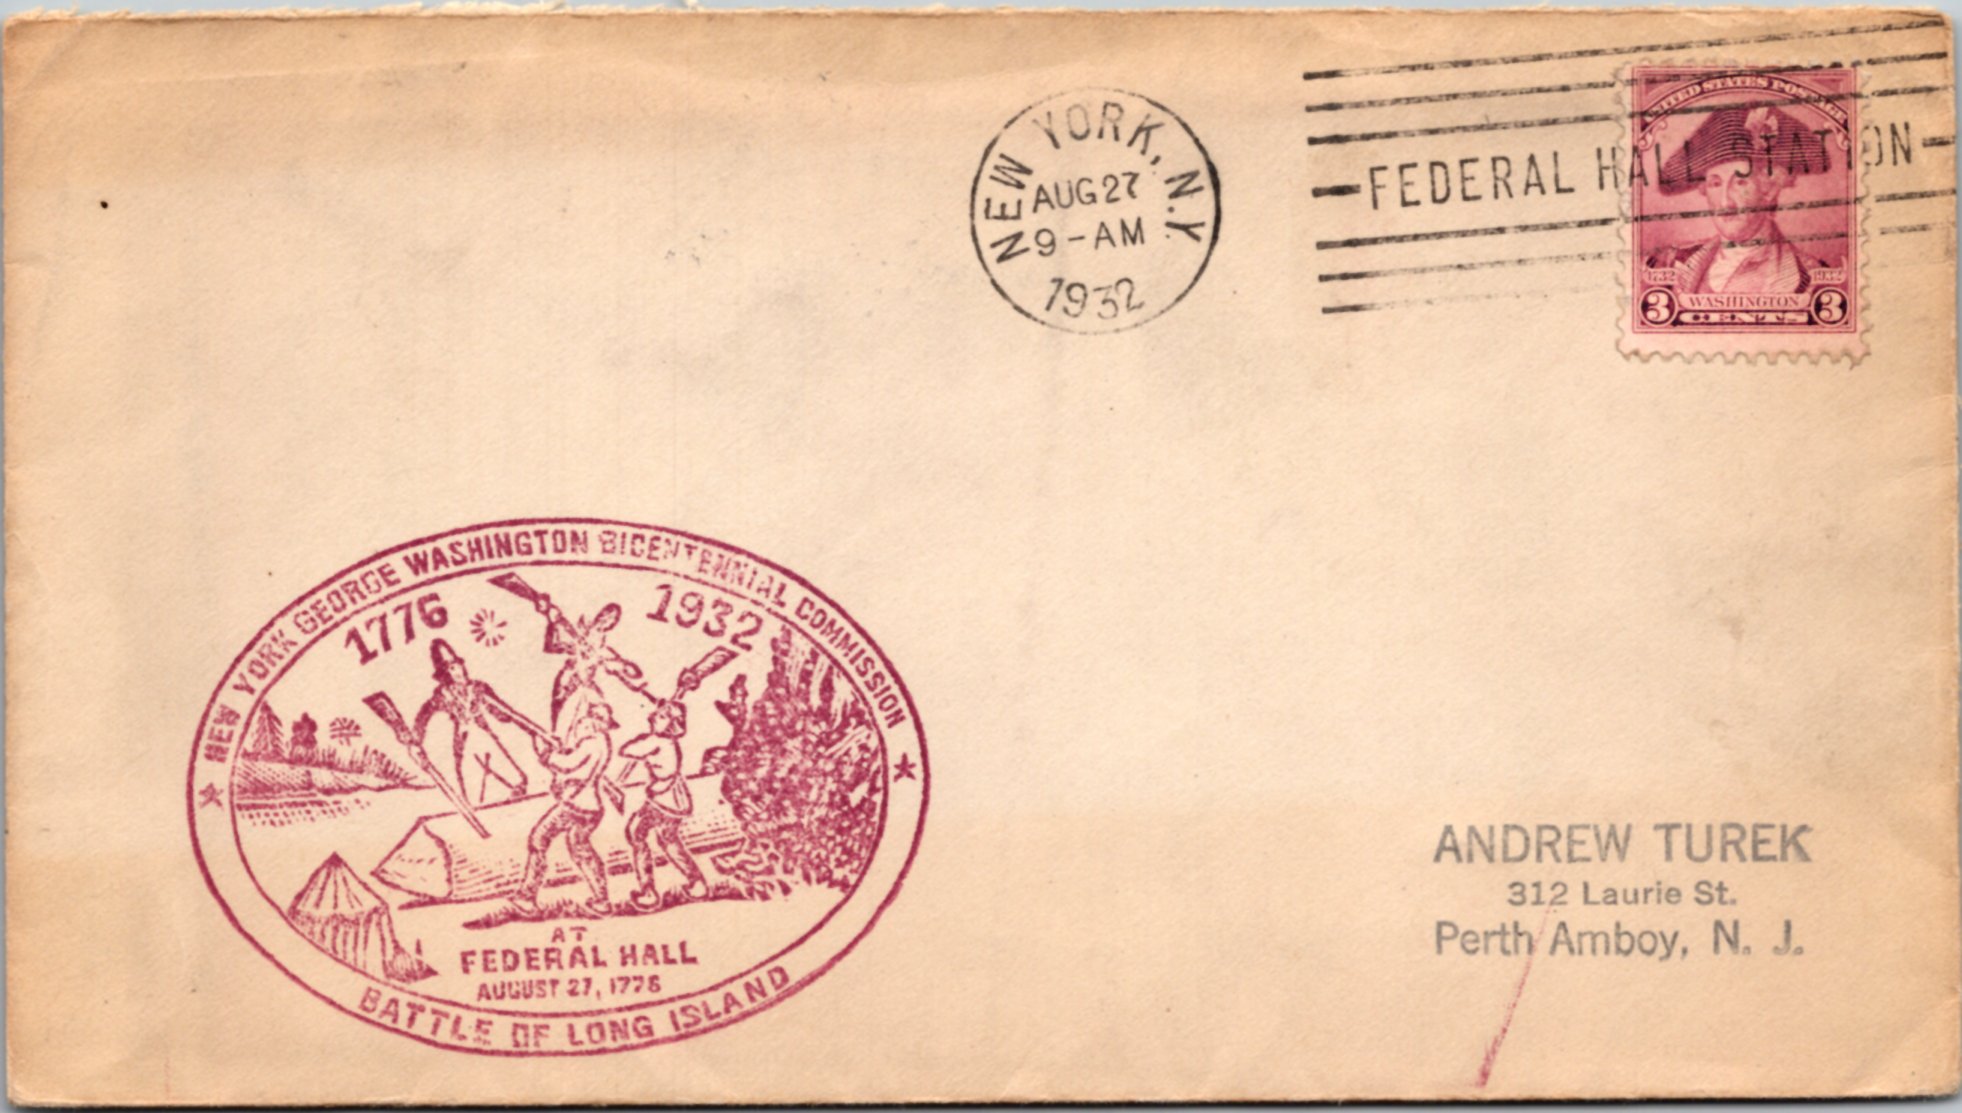 NEW YORK, N.Y.
AUG 27
9-AM
1932
FEDERAL HALL STATION
UNITED STATES POSTAGE
1732 1932
WASHINGTON
3 CENTS 3
NEW YORK GEORGE WASHINGTON BICENTENNIAL COMMISSION
1776 1932
AT
FEDERAL HALL
AUGUST 27, 1776
BATTLE OF LONG ISLAND
ANDREW TUREK
312 Laurie St.
Perth Amboy, N. J.